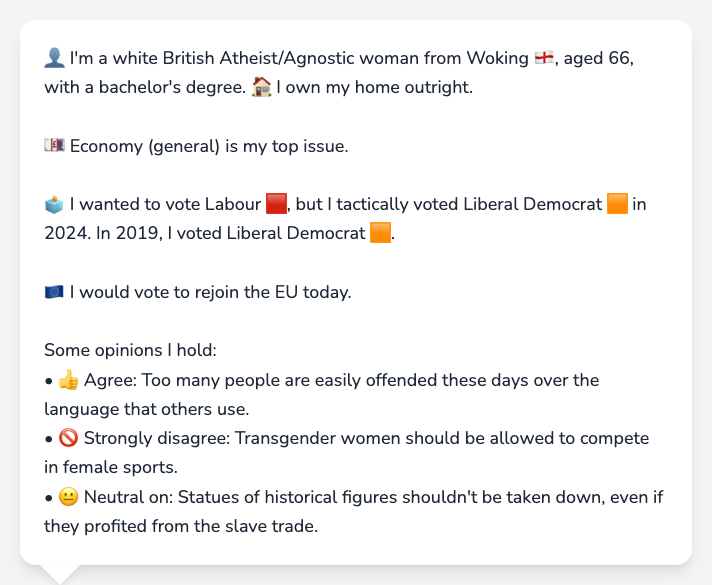 👤 I'm a white British Atheist/Agnostic woman from Woking 🏴󠁧󠁢󠁥󠁮󠁧󠁿, aged 66,
with a bachelor's degree. 🏠 I own my home outright.
💷 Economy (general) is my top issue.
🗳️ I wanted to vote Labour 🟥, but I tactically voted Liberal Democrat 🟧 in
2024. In 2019, I voted Liberal Democrat 🟧.
🇪🇺 I would vote to rejoin the EU today.
Some opinions I hold:
• 👍 Agree: Too many people are easily offended these days over the
language that others use.
• 🚫 Strongly disagree: Transgender women should be allowed to compete
in female sports.
• 😐 Neutral on: Statues of historical figures shouldn't be taken down, even if
they profited from the slave trade.